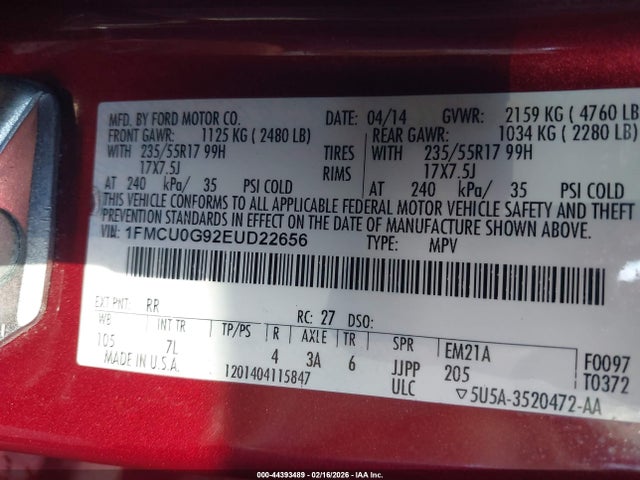 MFD. BY FORD MOTOR CO.
DATE: 04/14 GVWR: 2159 KG ( 4760 LB
FRONT GAWR: 1125 KG ( 2480 LB) REAR GAWR: 1034 KG ( 2280 LB)
WITH 235/55R17 99H TIRES WITH 235/55R17 99H
17X7.5J RIMS 17X7.5J
AT 240 kPa/ 35 PSI COLD AT 240 kPa/ 35 PSI COLD
THIS VEHICLE CONFORMS TO ALL APPLICABLE FEDERAL MOTOR VEHICLE SAFETY AND THEFT
PREVENTION STANDARDS IN EFFECT ON THE DATE OF MANUFACTURE SHOWN ABOVE.
VIN: 1FMCU0G92EUD22656 TYPE: MPV
EXT PNT: RR RC: 27 DSO:
WB INT TR TP/PS R AXLE TR SPR EM21A F0097
105 7L 4 3A 6 JJPP 205 T0372
MADE IN U.S.A. 1201404115847 ULC ▽5U5A-3520472-AA
000-44393489 - 02/16/2026 - IAA Inc.